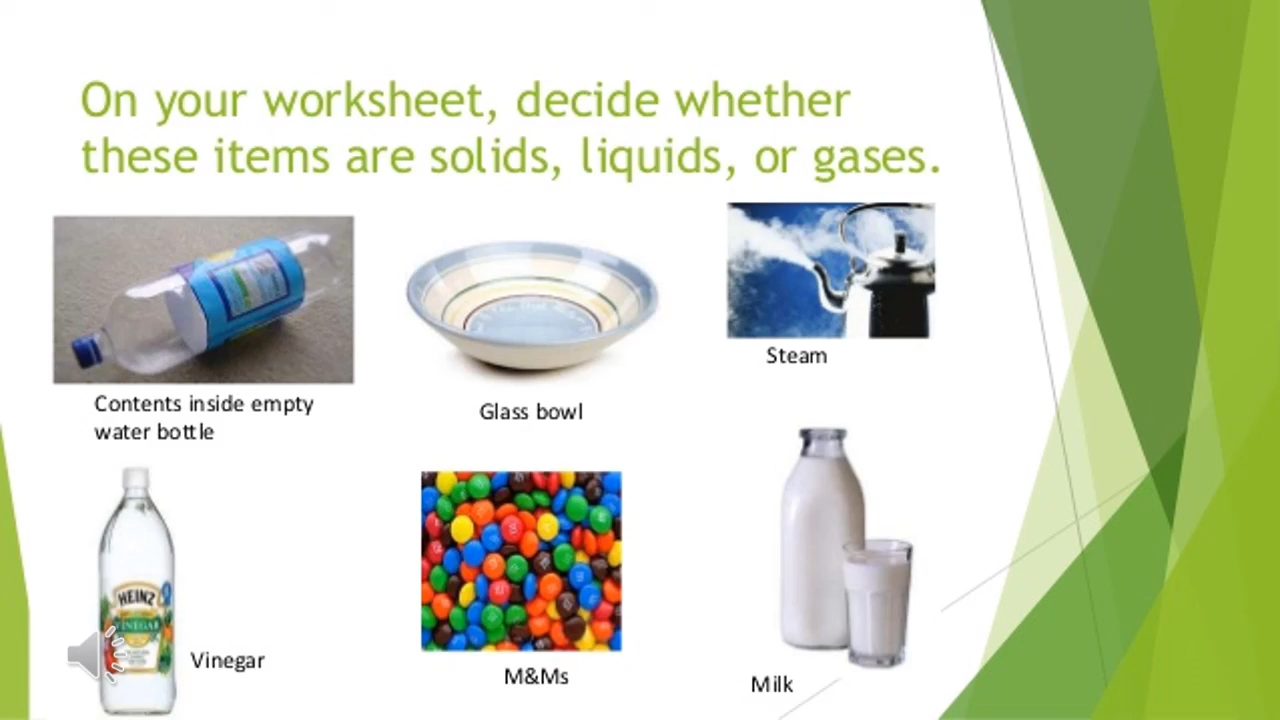 On your worksheet, decide whether
these items are solids, liquids, or gases.
Contents inside empty
water bottle
Glass bowl
Steam
HEINZ
VINEGAR
Vinegar
M&Ms
Milk